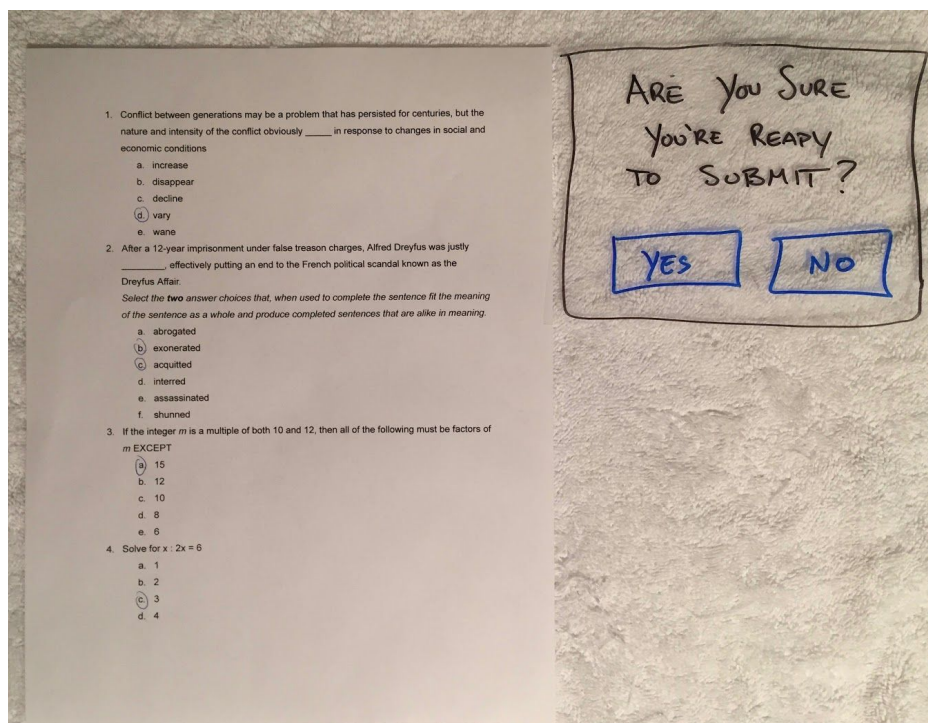 1. Conflict between generations may be a problem that has persisted for centuries, but the
nature and intensity of the conflict obviously _____ in response to changes in social and
economic conditions
a. increase
b. disappear
c. decline
d. vary
e. wane
2. After a 12-year imprisonment under false treason charges, Alfred Dreyfus was justly
________, effectively putting an end to the French political scandal known as the
Dreyfus Affair.
Select the two answer choices that, when used to complete the sentence fit the meaning
of the sentence as a whole and produce completed sentences that are alike in meaning.
a. abrogated
b. exonerated
c. acquitted
d. interred
e. assassinated
f. shunned
3. If the integer m is a multiple of both 10 and 12, then all of the following must be factors of
m EXCEPT
a. 15
b. 12
c. 10
d. 8
e. 6
4. Solve for x : 2x = 6
a. 1
b. 2
c. 3
d. 4
ARE YOU SURE
YOU'RE READY
TO SUBMIT?
YES
NO